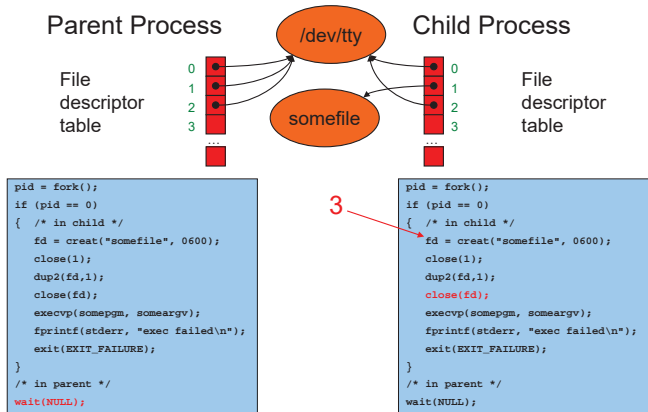 Parent Process
/dev/tty
Child Process
File
descriptor
table
0
1
2
3
...
somefile
0
1
2
3
...
File
descriptor
table
pid = fork();
if (pid == 0)
{  /* in child */
fd = creat("somefile", 0600);
close(1);
dup2(fd,1);
close(fd);
execvp(somepgm, someargv);
fprintf(stderr, "exec failed\n");
exit(EXIT_FAILURE);
}
/* in parent */
wait(NULL);
3
pid = fork();
if (pid == 0)
{  /* in child */
fd = creat("somefile", 0600);
close(1);
dup2(fd,1);
close(fd);
execvp(somepgm, someargv);
fprintf(stderr, "exec failed\n");
exit(EXIT_FAILURE);
}
/* in parent */
wait(NULL);